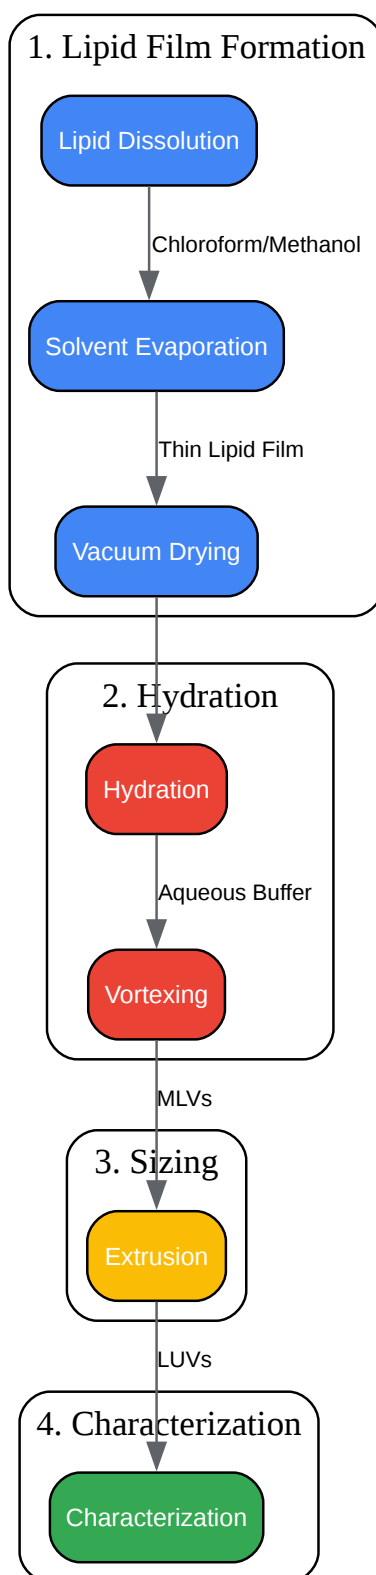 1. Lipid Film Formation
Lipid Dissolution
Chloroform/Methanol
Solvent Evaporation
Thin Lipid Film
Vacuum Drying
2. Hydration
Hydration
Aqueous Buffer
Vortexing
MLVs
3. Sizing
Extrusion
LUVs
4. Characterization
Characterization